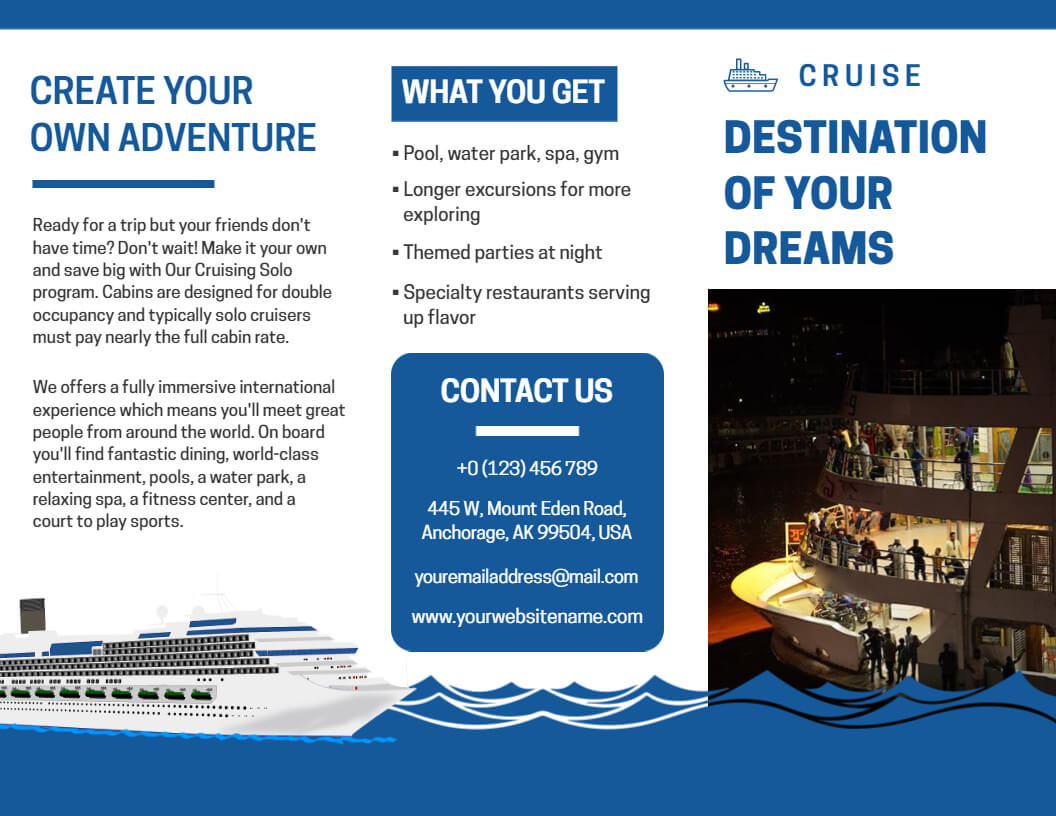 CREATE YOUR
OWN ADVENTURE
Ready for a trip but your friends don't
have time? Don't wait! Make it your own
and save big with Our Cruising Solo
program. Cabins are designed for double
occupancy and typically solo cruisers
must pay nearly the full cabin rate.
We offers a fully immersive international
experience which means you'll meet great
people from around the world. On board
you'll find fantastic dining, world-class
entertainment, pools, a water park, a
relaxing spa, a fitness center, and a
court to play sports.
WHAT YOU GET
▪ Pool, water park, spa, gym
▪ Longer excursions for more
exploring
▪ Themed parties at night
▪ Specialty restaurants serving
up flavor
CONTACT US
+0 (123) 456 789
445 W, Mount Eden Road,
Anchorage, AK 99504, USA
youremailaddress@mail.com
www.yourwebsitename.com
CRUISE
DESTINATION
OF YOUR
DREAMS